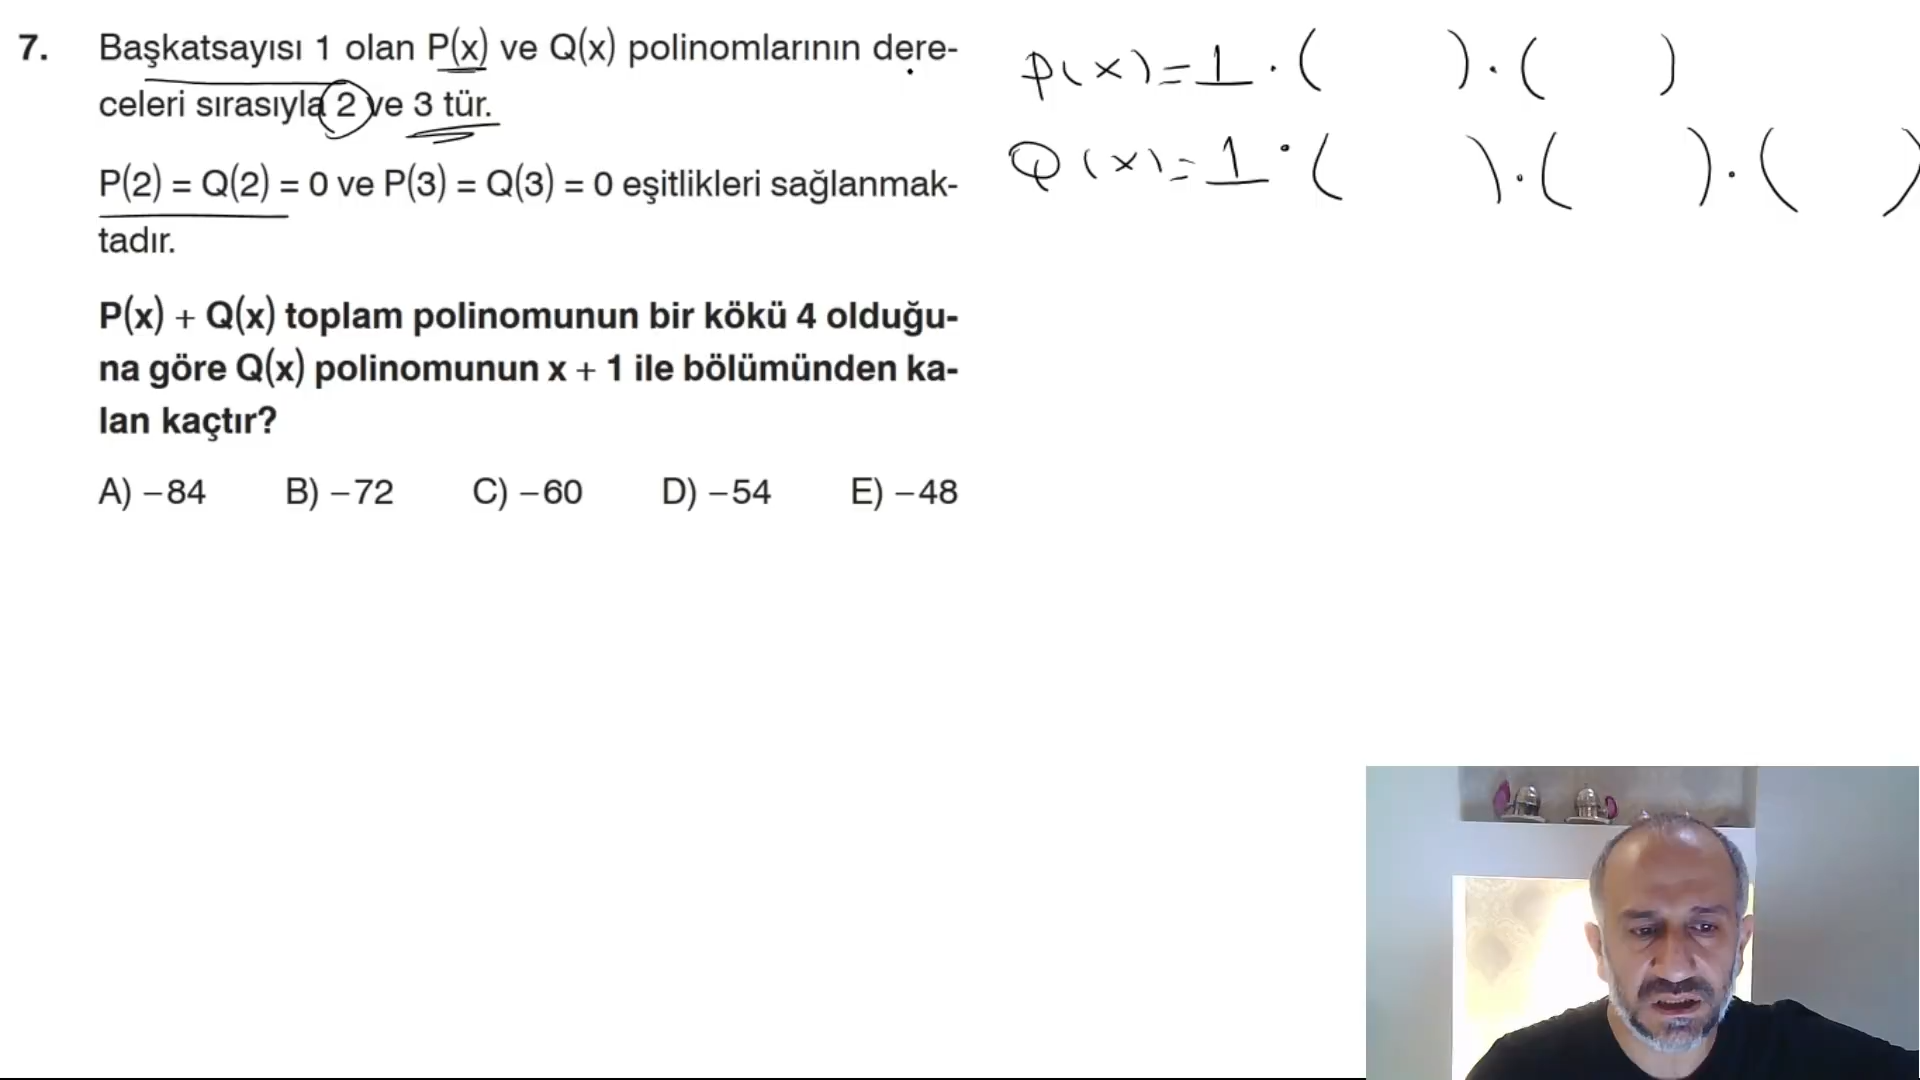 7. Başkatsayısı 1 olan P(x) ve Q(x) polinomlarının dere-
celeri sırasıyla 2 ve 3 tür.
P(2) = Q(2) = 0 ve P(3) = Q(3) = 0 eşitlikleri sağlanmak-
tadır.
P(x) + Q(x) toplam polinomunun bir kökü 4 olduğu-
na göre Q(x) polinomunun x + 1 ile bölümünden ka-
lan kaçtır?
A) −84 B) −72 C) −60 D) −54 E) −48
P(x) = 1 · ( ) · ( )
Q(x) = 1 · ( ) · ( ) · ( )